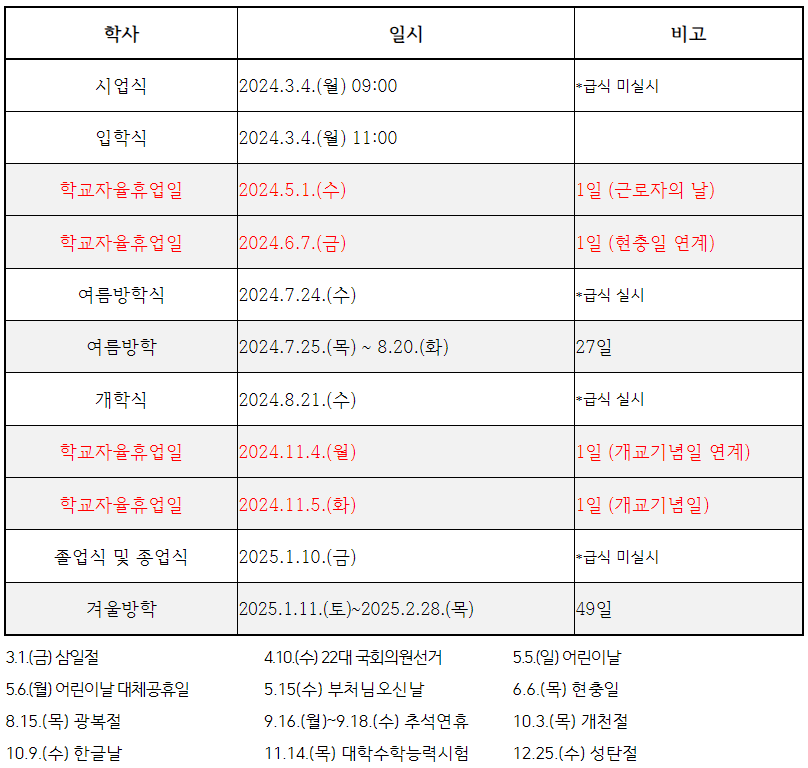 학사 일시 비고
시업식 2024.3.4.(월) 09:00 *급식 미실시
입학식 2024.3.4.(월) 11:00
학교자율휴업일 2024.5.1.(수) 1일 (근로자의 날)
학교자율휴업일 2024.6.7.(금) 1일 (현충일 연계)
여름방학식 2024.7.24.(수) *급식 실시
여름방학 2024.7.25.(목) ~ 8.20.(화) 27일
개학식 2024.8.21.(수) *급식 실시
학교자율휴업일 2024.11.4.(월) 1일 (개교기념일 연계)
학교자율휴업일 2024.11.5.(화) 1일 (개교기념일)
졸업식 및 종업식 2025.1.10.(금) *급식 미실시
겨울방학 2025.1.11.(토)~2025.2.28.(목) 49일
3.1.(금) 삼일절 4.10.(수) 22대 국회의원선거 5.5.(일) 어린이날
5.6.(월) 어린이날 대체공휴일 5.15(수) 부처님오신날 6.6.(목) 현충일
8.15.(목) 광복절 9.16.(월)~9.18.(수) 추석연휴 10.3.(목) 개천절
10.9.(수) 한글날 11.14.(목) 대학수학능력시험 12.25.(수) 성탄절